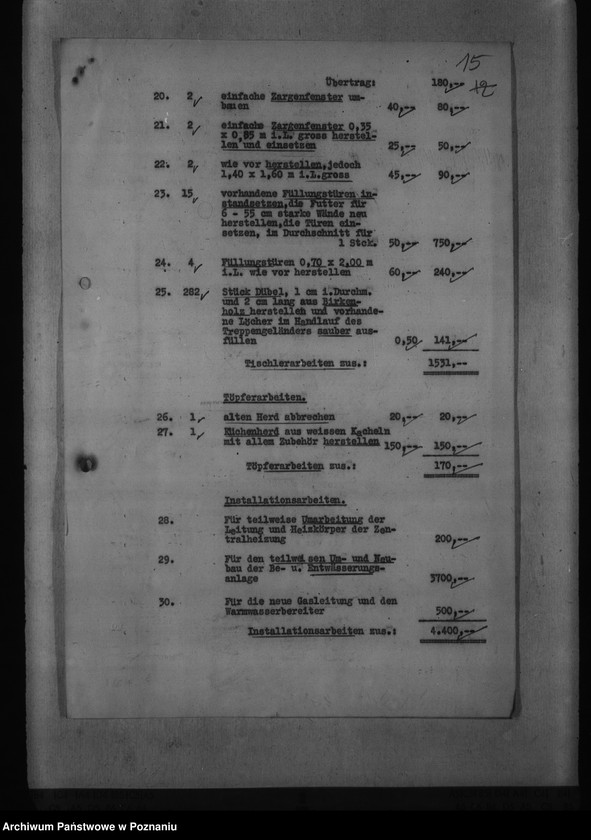 15
12
Übertrag: 180,--
20. 2 einfache Zargenfenster um-
bauen 40,-- 80,--
21. 2 einfache Zargenfenster 0,35
x 0,85 m i.L. gross herstel-
len und einsetzen 25,-- 50,--
22. 2 wie vor herstellen, jedoch
1,40 x 1,60 m i.L.gross 45,-- 90,--
23. 15 vorhandene Füllungstüren in-
standsetzen,die Futter für
6 - 55 cm starke Wände neu
herstellen,die Türen ein-
setzen, im Durchschnitt für
1 Stck. 50,-- 750,--
24. 4 Füllungstüren 0,70 x 2,00 m
i.L. wie vor herstellen 60,-- 240,--
25. 282 Stück Dübel, 1 cm i.Durchm.
und 2 cm lang aus Birken-
holz herstellen und vorhande-
ne Löcher im Handlauf des
Treppengeländers sauber aus-
füllen 0,50 141,--
Tischlerarbeiten zus.: 1531,--
Töpferarbeiten.
26. 1 alten Herd abbrechen 20,-- 20,--
27. 1 Küchenherd aus weissen Kacheln
mit allem Zubehör herstellen 150,-- 150,--
Töpferarbeiten zus.: 170,--
Installationsarbeiten.
28. Für teilweise Umarbeitung der
Leitung und Heizkörper der Zen-
tralheizung 200,--
29. Für den teilweisen Um- und Neu-
bau der Be- u. Entwässerungs-
anlage 3700,--
30. Für die neue Gasleitung und den
Warmwasserbereiter 500,--
Installationsarbeiten zus.: 4.400,--
Archiwum Państwowe w Poznaniu